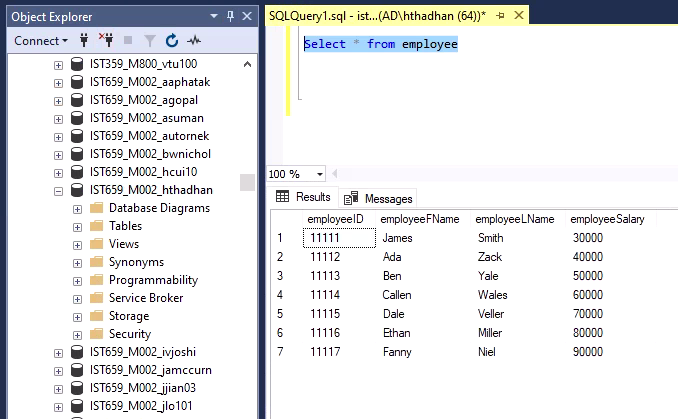 Object Explorer
Connect
IST359_M800_vtu100
IST659_M002_aaphatak
IST659_M002_agopal
IST659_M002_asuman
IST659_M002_autornek
IST659_M002_bwnichol
IST659_M002_hcui10
IST659_M002_hthadhan
Database Diagrams
Tables
Views
Synonyms
Programmability
Service Broker
Storage
Security
IST659_M002_ivjoshi
IST659_M002_jamccurn
IST659_M002_jjian03
IST659_M002_jlo101
SQLQuery1.sql - ist...(AD\hthadhan (64))*
Select * from employee
100 %
Results Messages
employeeID employeeFName employeeLName employeeSalary
1 11111 James Smith 30000
2 11112 Ada Zack 40000
3 11113 Ben Yale 50000
4 11114 Callen Wales 60000
5 11115 Dale Veller 70000
6 11116 Ethan Miller 80000
7 11117 Fanny Niel 90000